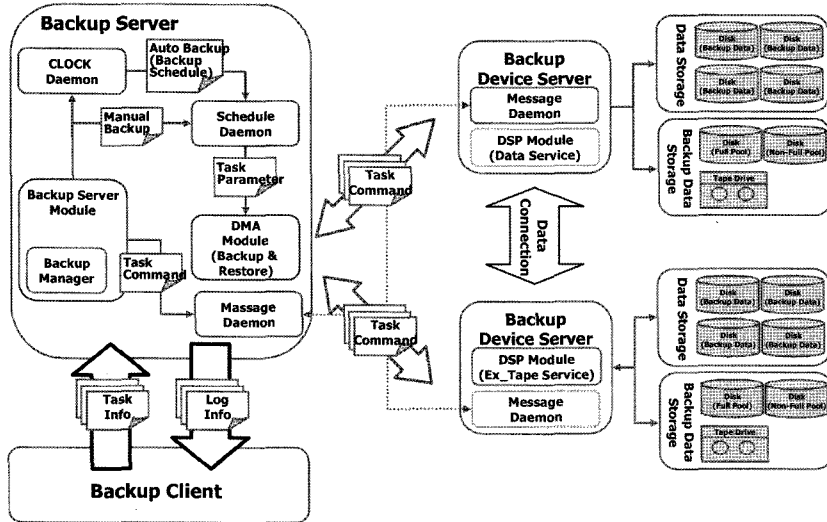 Backup Server
CLOCK
Daemon
Auto Backup
(Backup
Schedule)
Manual
Backup
Schedule
Daemon
Task
Parameter
Backup Server
Module
Backup
Manager
Task
Command
DMA
Module
(Backup &
Restore)
Massage
Daemon
Task
Info
Log
Info
Backup Client
Task
Command
Task
Command
Backup
Device Server
Message
Daemon
DSP Module
(Data Service)
Data
Connection
Backup
Device Server
DSP Module
(Ex_Tape Service)
Message
Daemon
Data Storage
Disk
(Backup Data)
Disk
(Backup Data)
Disk
(Backup Data)
Disk
(Backup Data)
Backup Data
Storage
Disk
(Full Pool)
Disk
(Non-Full Pool)
Tape Drive
Data Storage
Disk
(Backup Data)
Disk
(Backup Data)
Disk
(Backup Data)
Disk
(Backup Data)
Backup Data
Storage
Disk
(Full Pool)
Disk
(Non-Full Pool)
Tape Drive